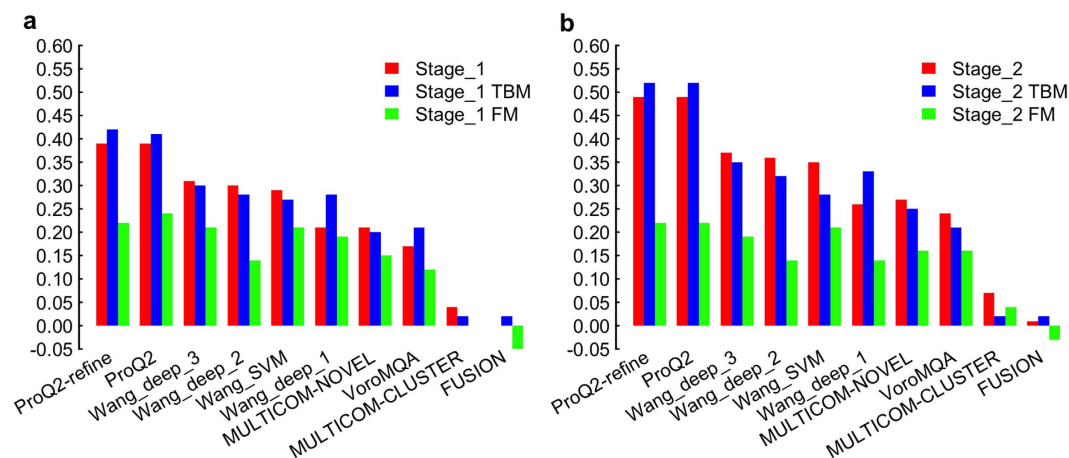 a
0.60
0.55
0.50
0.45
0.40
0.35
0.30
0.25
0.20
0.15
0.10
0.05
0.00
-0.05
Stage_1
Stage_1 TBM
Stage_1 FM
ProQ2-refine
ProQ2
Wang_deep_3
Wang_deep_2
Wang_SVM
Wang_deep_1
MULTICOM-NOVEL
VoroMQA
MULTICOM-CLUSTER
FUSION
b
0.60
0.55
0.50
0.45
0.40
0.35
0.30
0.25
0.20
0.15
0.10
0.05
0.00
-0.05
Stage_2
Stage_2 TBM
Stage_2 FM
ProQ2-refine
ProQ2
Wang_deep_3
Wang_deep_2
Wang_SVM
Wang_deep_1
MULTICOM-NOVEL
VoroMQA
MULTICOM-CLUSTER
FUSION